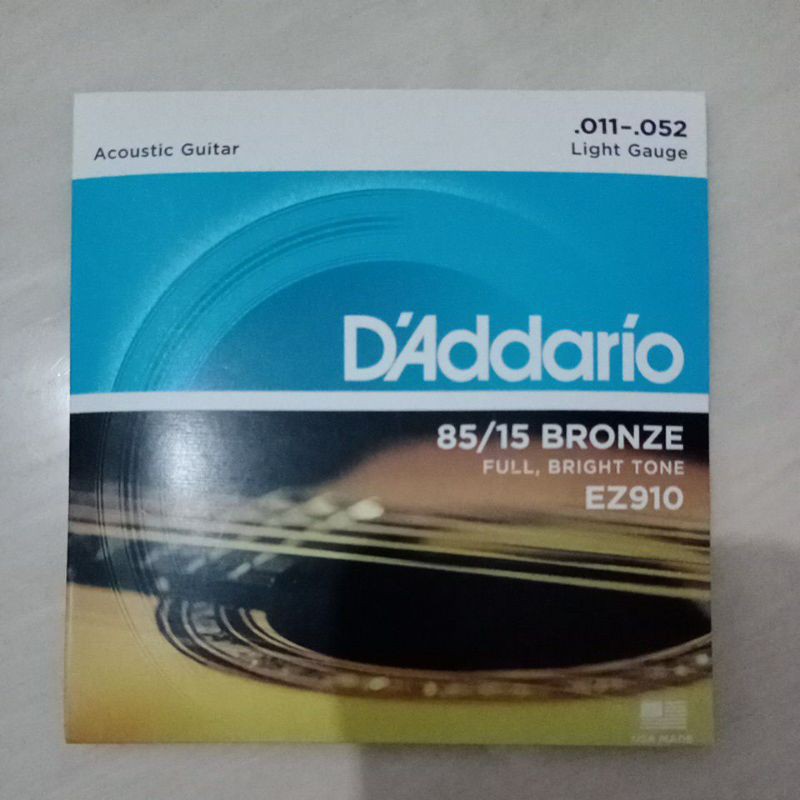 .011-.052
Acoustic Guitar
Light Gauge
D'Addario
85/15 BRONZE
FULL, BRIGHT TONE
EZ910
USA MADE